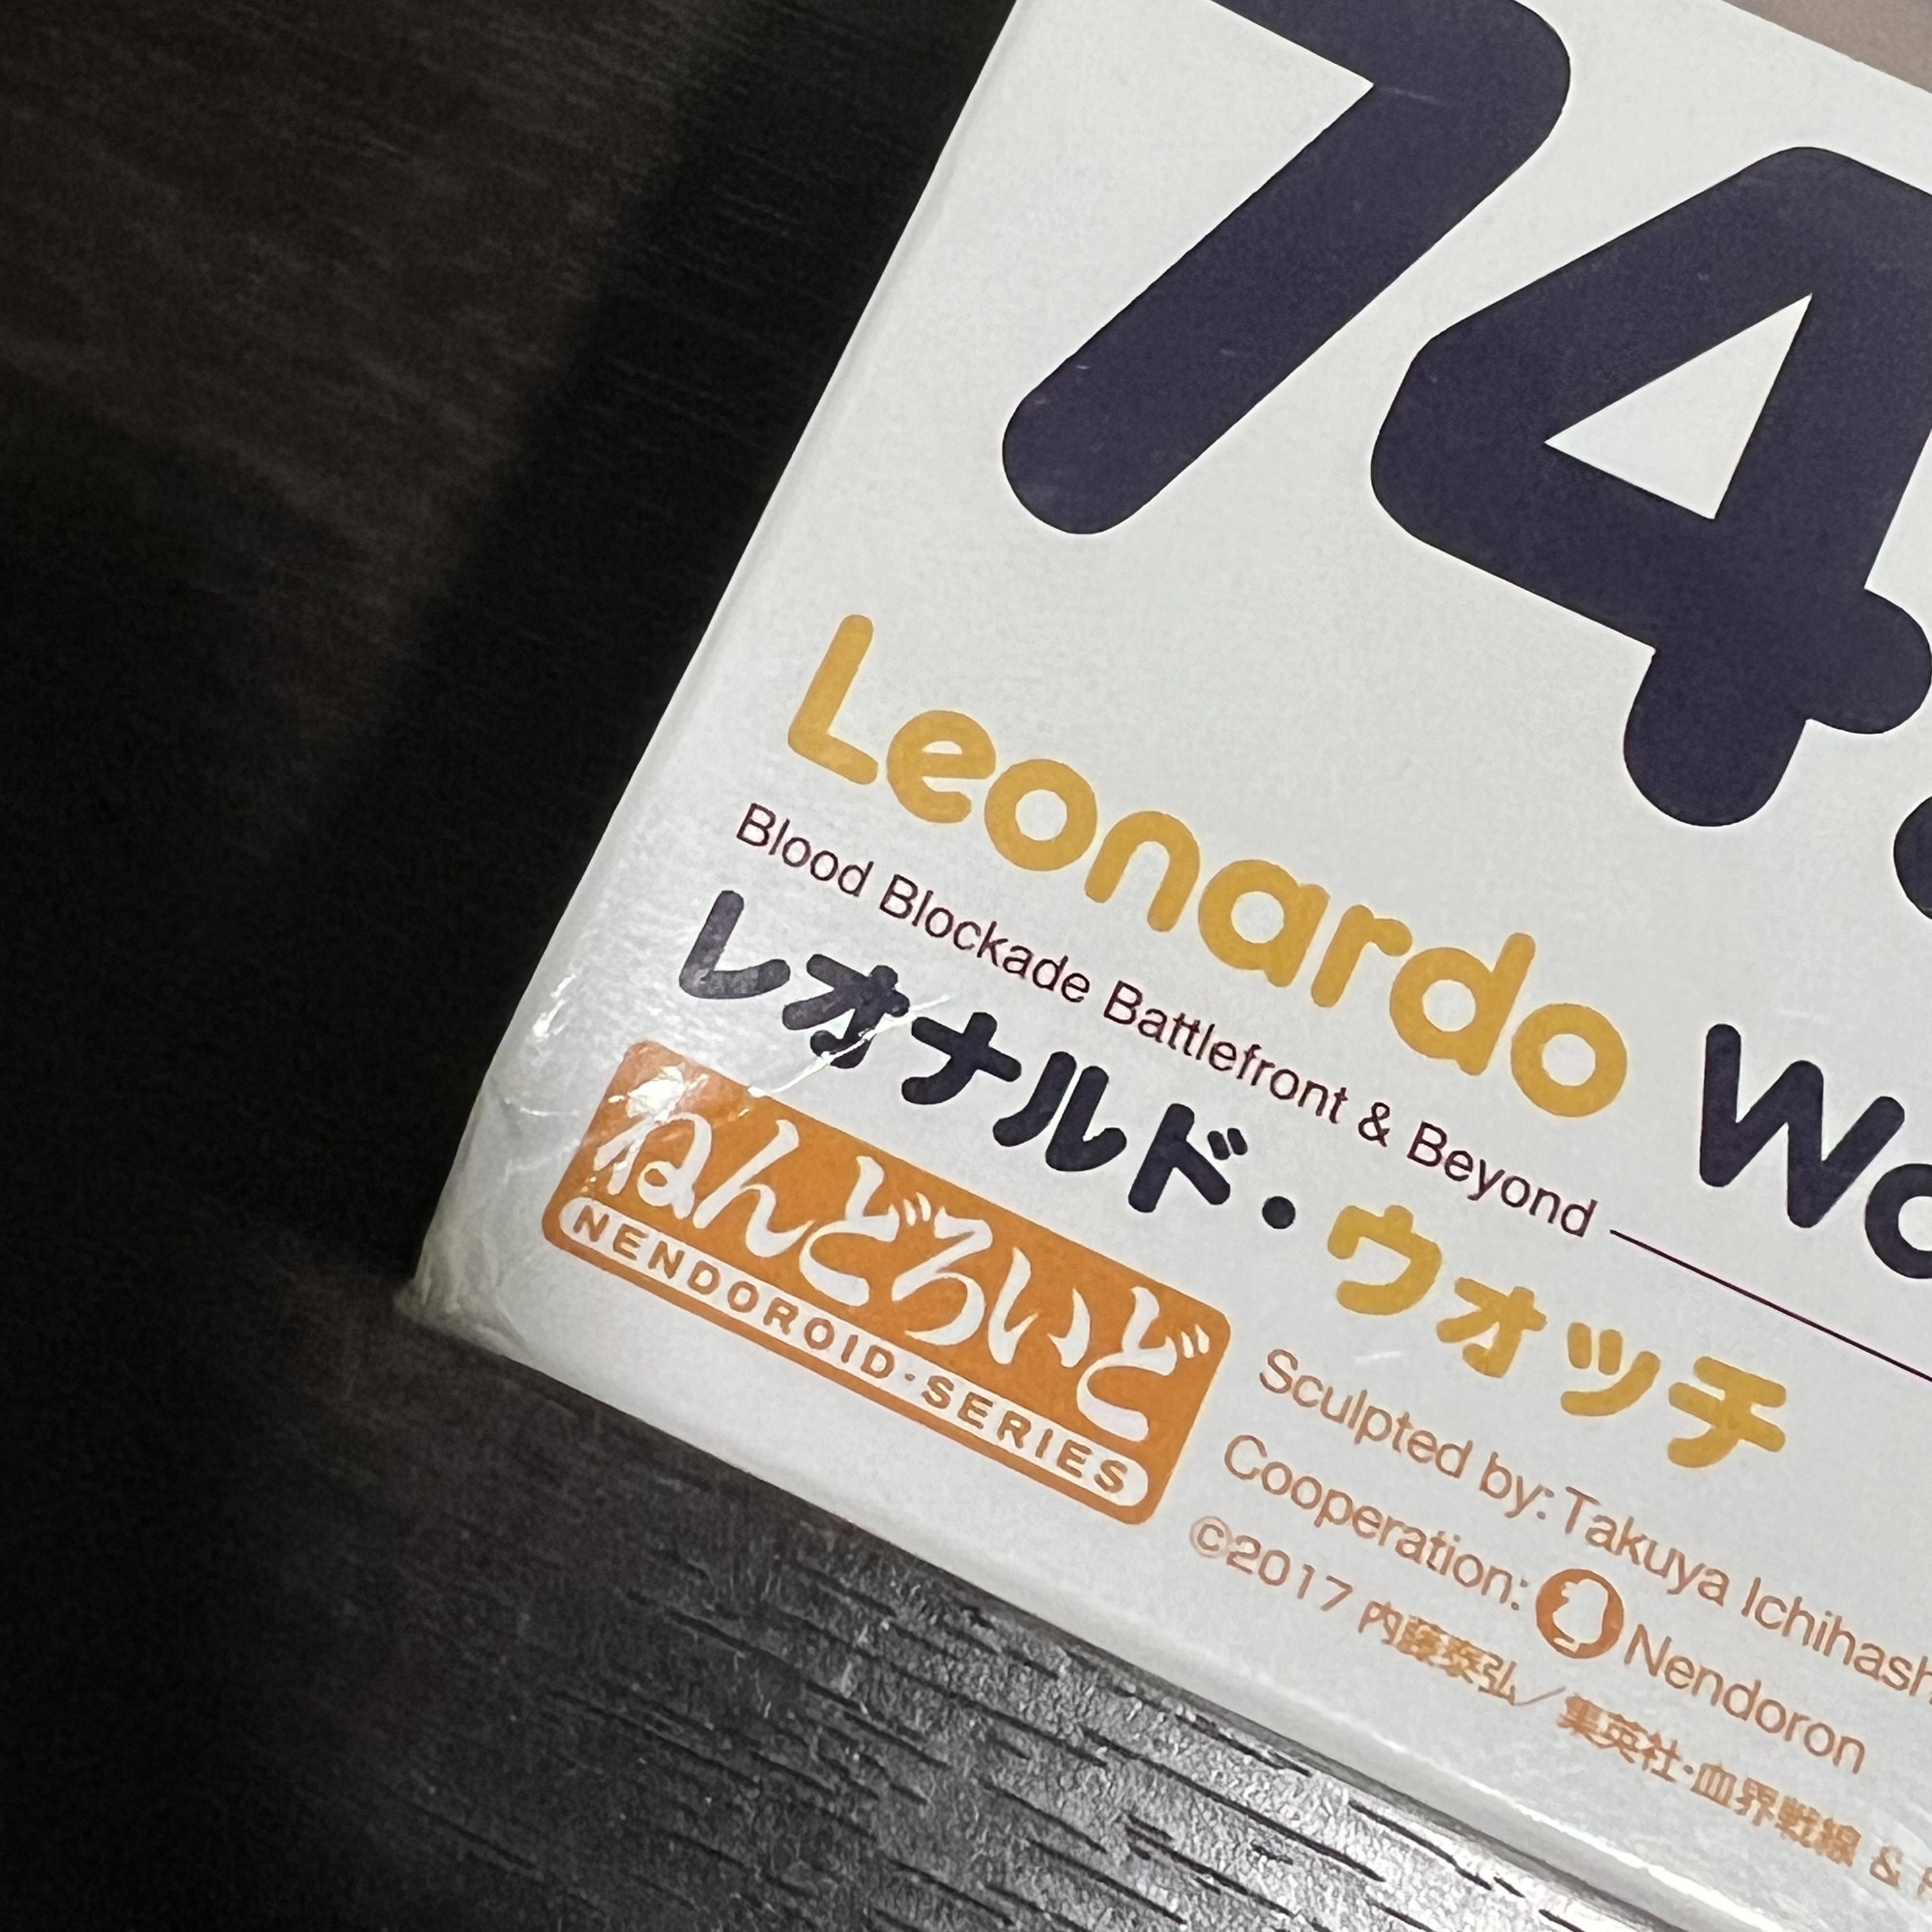 74
Leonardo
Blood Blockade Battlefront & Beyond
レオナルド・ウォッチ
ねんどろいど
NENDOROID・SERIES
Sculpted by: Takuya
Cooperation: Nendoron
©2017 内藤泰弘／集英社・血界戦線 &